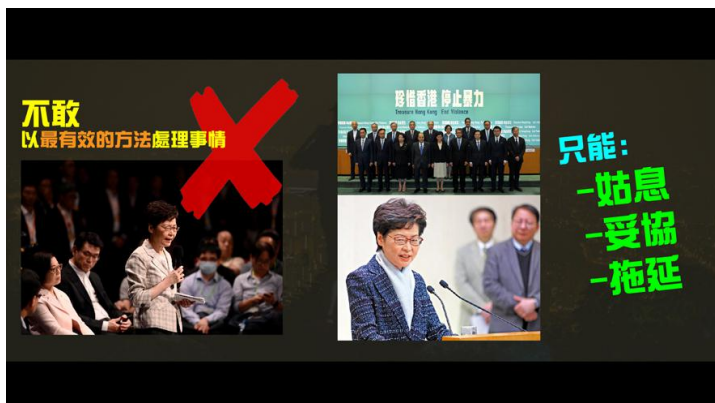 不敢
以最有效的方法處理事情
珍惜香港 停止暴力
Treasure Hong Kong End Violence
只能：
-姑息
-妥協
-拖延